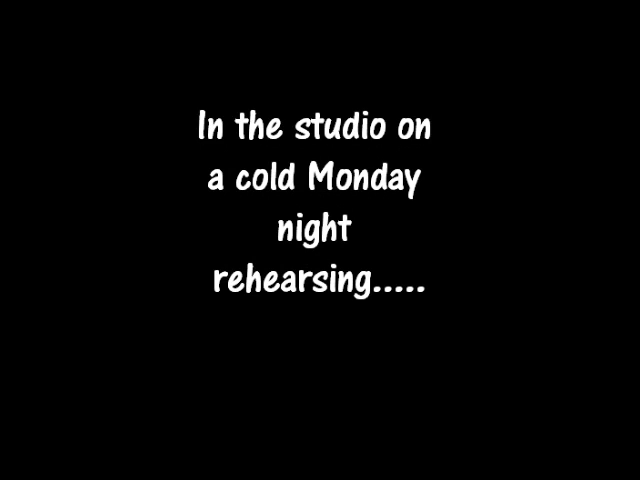 In the studio on
a cold Monday
night
rehearsing.....